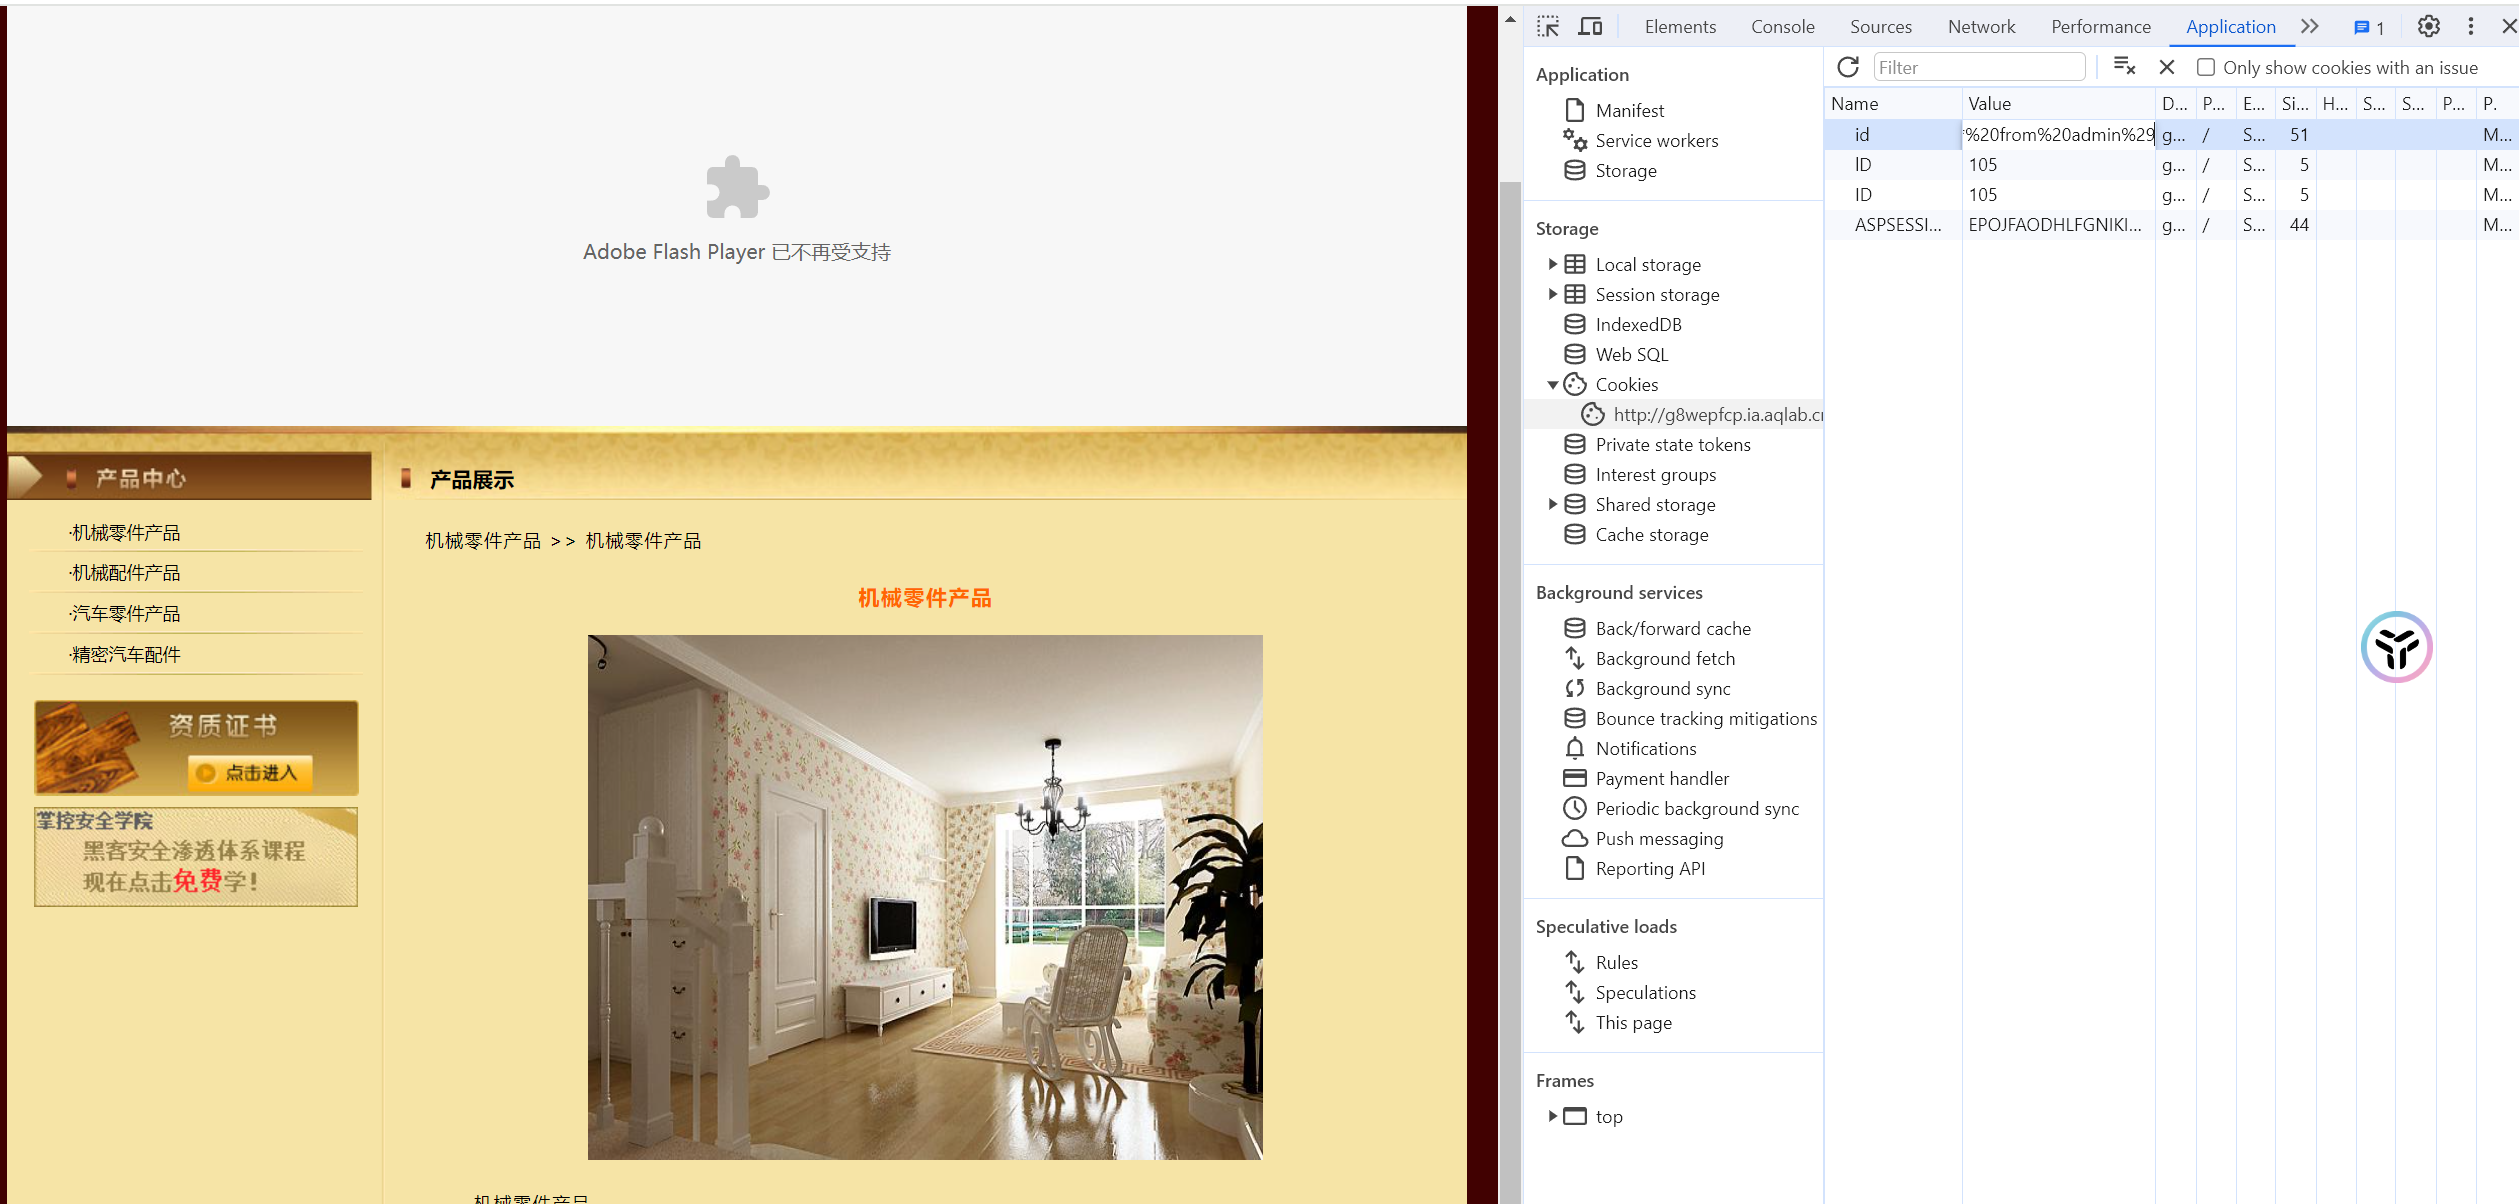 Adobe Flash Player 已不再受支持
产品中心
·机械零件产品
·机械配件产品
·汽车零件产品
·精密汽车配件
资质证书
点击进入
掌控安全学院
黑客安全渗透体系课程
现在点击免费学!
产品展示
机械零件产品 >> 机械零件产品
机械零件产品
机械零件产品
Elements Console Sources Network Performance Application 1
Application
Manifest
Service workers
Storage
Storage
Local storage
Session storage
IndexedDB
Web SQL
Cookies
http://g8wepfcp.ia.aqlab.cr
Private state tokens
Interest groups
Shared storage
Cache storage
Background services
Back/forward cache
Background fetch
Background sync
Bounce tracking mitigations
Notifications
Payment handler
Periodic background sync
Push messaging
Reporting API
Speculative loads
Rules
Speculations
This page
Frames
top
Filter Only show cookies with an issue
Name Value D... P... E... Si... H... S... S... P... P.
id %20from%20admin%29 g... / S... 51 M...
lD 105 g... / S... 5 M...
ID 105 g... / S... 5 M...
ASPSESSI... EPOJFAODHLFGNIKI... g... / S... 44 M...